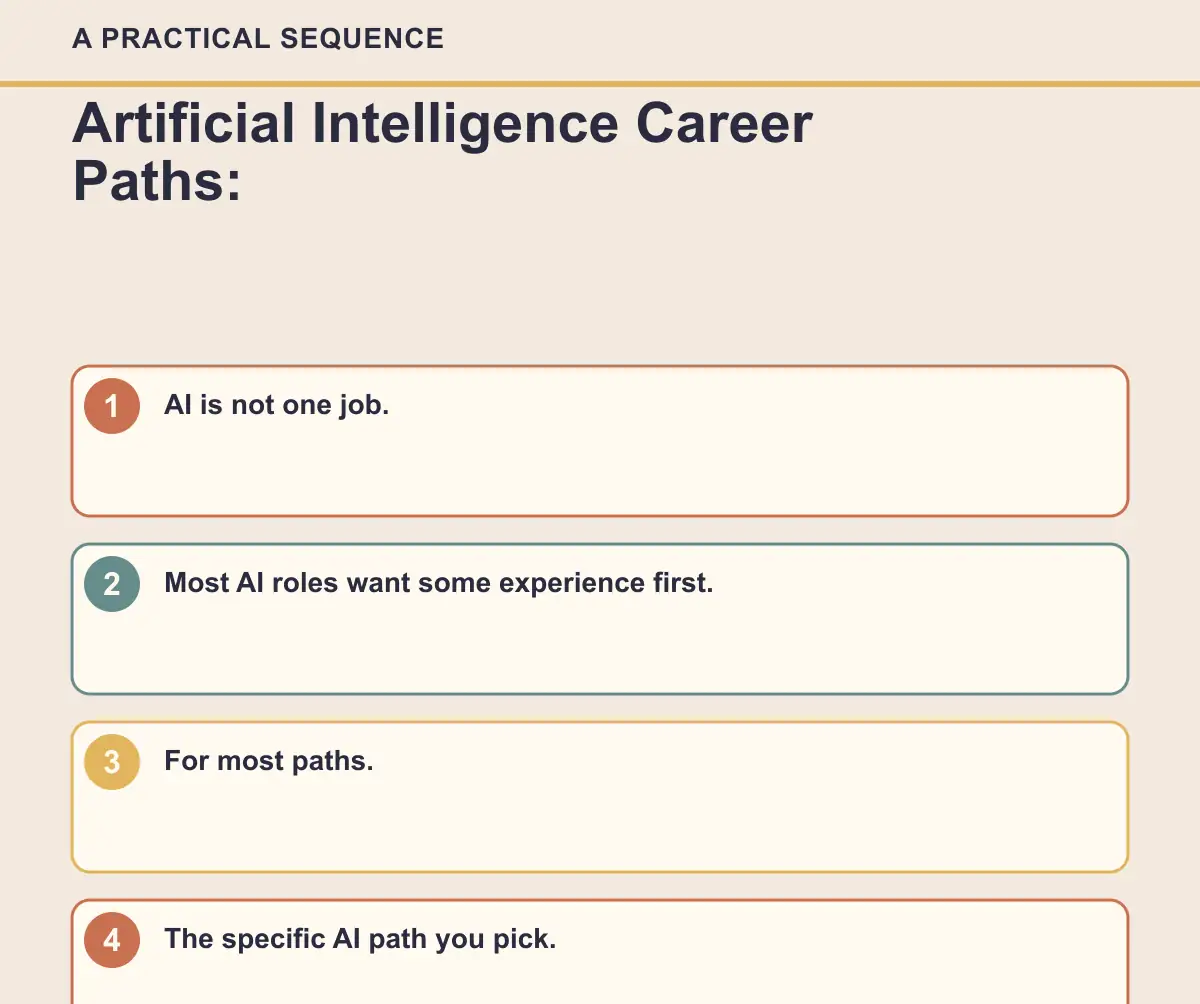 A PRACTICAL SEQUENCE
Artificial Intelligence Career
Paths:
1 AI is not one job.
2 Most AI roles want some experience first.
3 For most paths.
4 The specific AI path you pick.